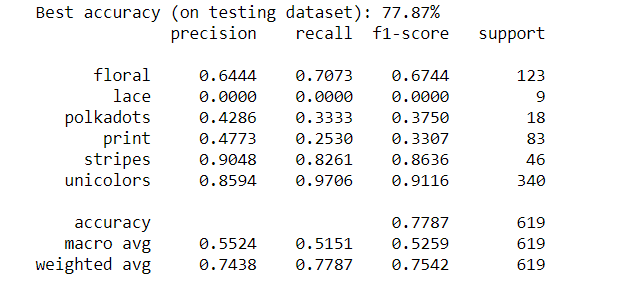 Best accuracy (on testing dataset): 77.87%
precision recall f1-score support
floral 0.6444 0.7073 0.6744 123
lace 0.0000 0.0000 0.0000 9
polkadots 0.4286 0.3333 0.3750 18
print 0.4773 0.2530 0.3307 83
stripes 0.9048 0.8261 0.8636 46
unicolors 0.8594 0.9706 0.9116 340
accuracy 0.7787 619
macro avg 0.5524 0.5151 0.5259 619
weighted avg 0.7438 0.7787 0.7542 619